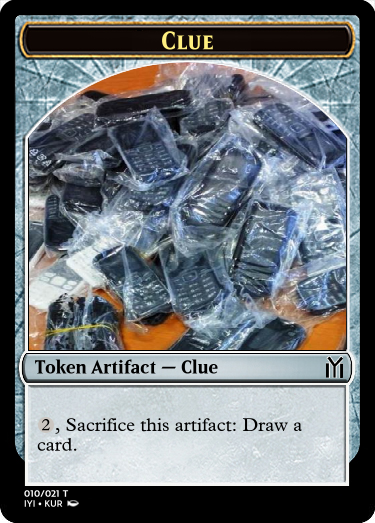 Clue
Token Artifact — Clue
2, Sacrifice this artifact: Draw a
card.
010/021 T
IYI • KUR